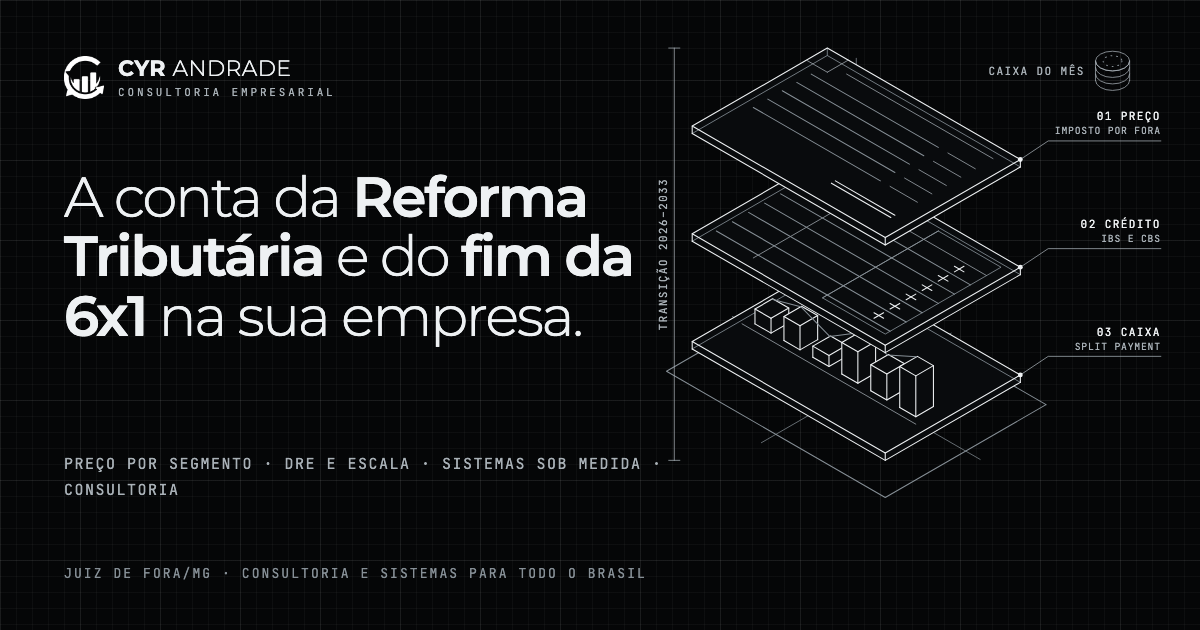 CYR ANDRADE
CONSULTORIA EMPRESARIAL
A conta da Reforma
Tributária e do fim da
6x1 na sua empresa.
PREÇO POR SEGMENTO · DRE E ESCALA · SISTEMAS SOB MEDIDA ·
CONSULTORIA
JUIZ DE FORA/MG · CONSULTORIA E SISTEMAS PARA TODO O BRASIL
TRANSIÇÃO 2026–2033
CAIXA DO MÊS
01 PREÇO
IMPOSTO POR FORA
02 CRÉDITO
IBS E CBS
03 CAIXA
SPLIT PAYMENT